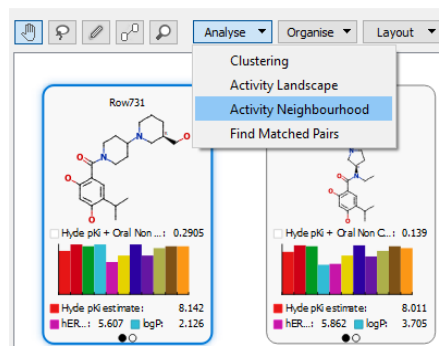 Analyse Organise Layout
Clustering
Activity Landscape
Activity Neighbourhood
Find Matched Pairs
Row731
N
N
O
O
N
O
O
Hyde pKi + Oral Non ...: 0.2905
Hyde pKi estimate: 8.142
hER...: 5.607 logP: 2.126
N
N
O
O
O
Hyde pKi + Oral Non C...: 0.139
Hyde pKi estimate: 8.011
hER...: 5.862 logP: 3.705